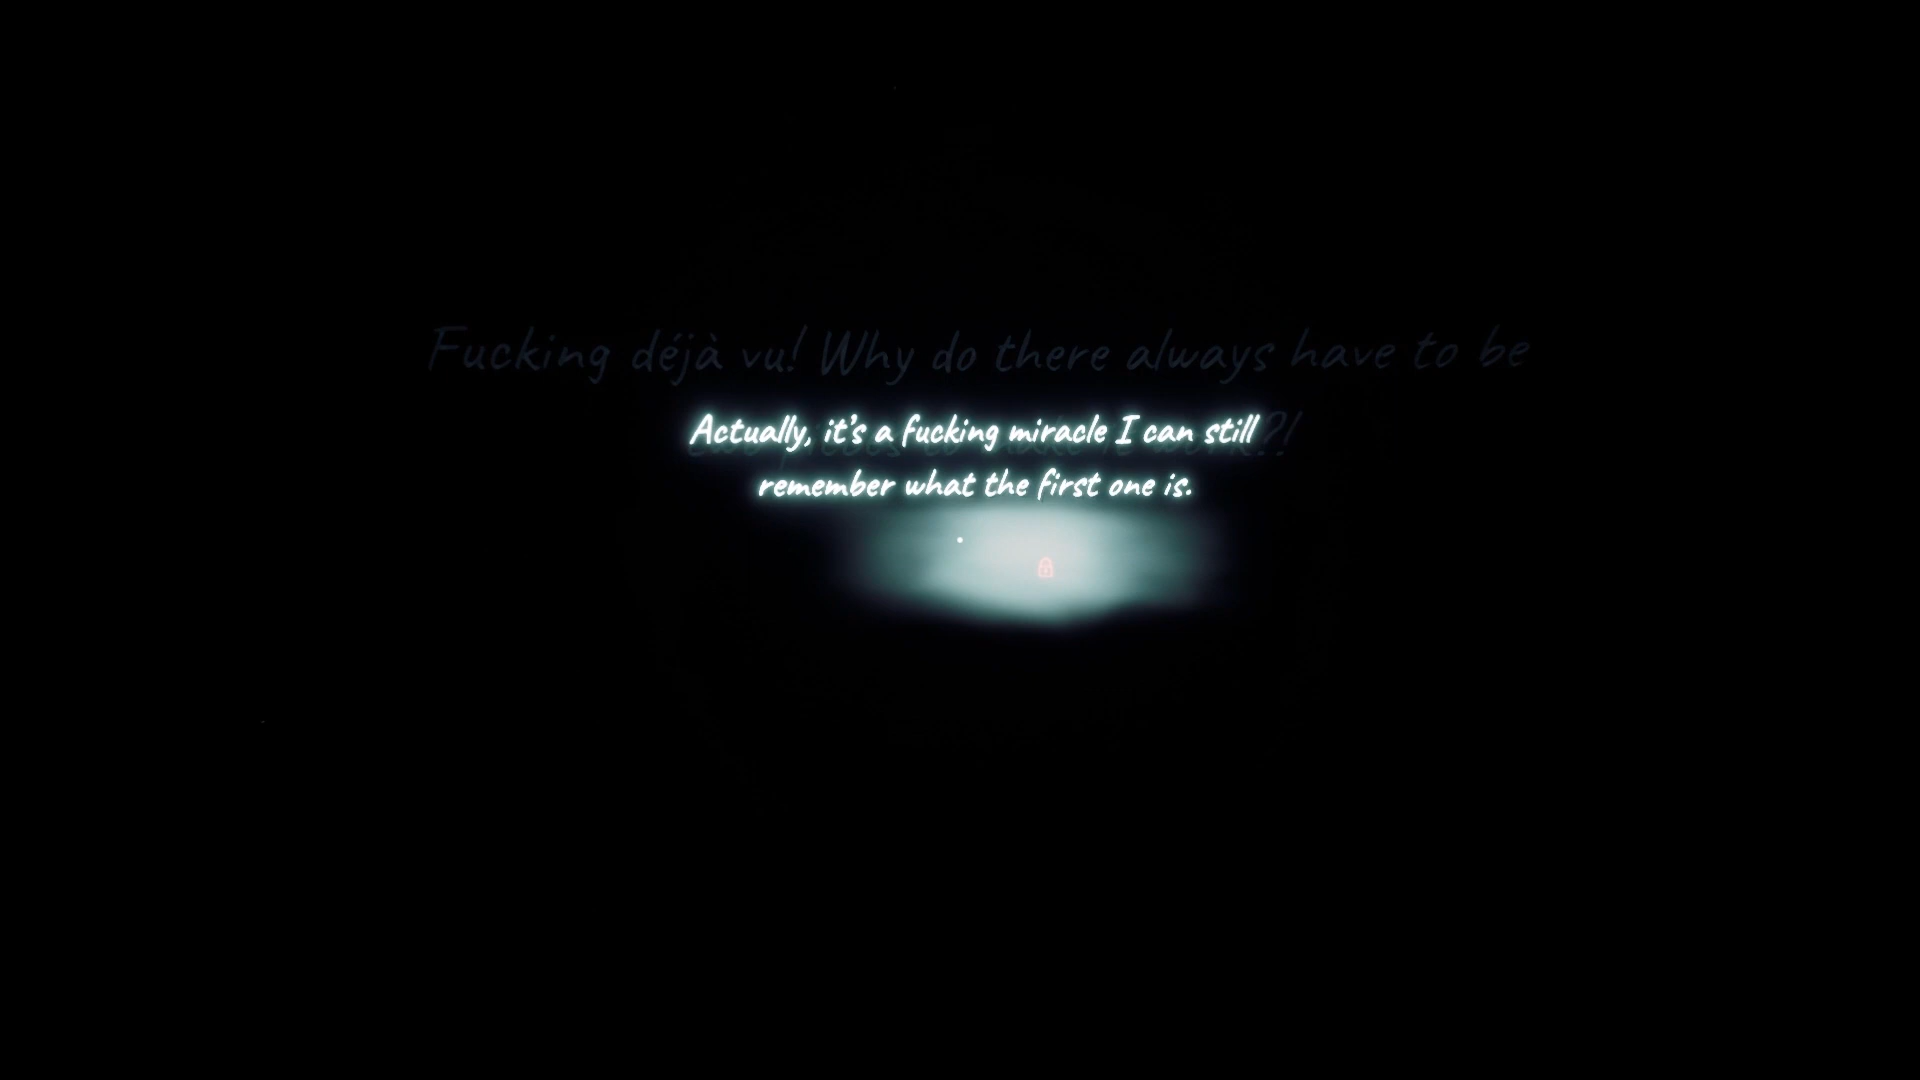 Fucking déjà vu! Why do there always have to be
Actually, it's a fucking miracle I can still
remember what the first one is.